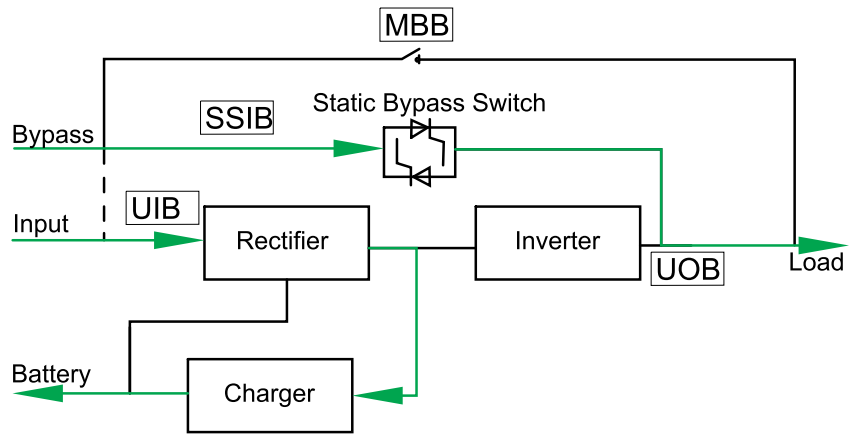 MBB
Static Bypass Switch
SSIB
Bypass
UIB
Input
Rectifier
Inverter
UOB
Load
Battery
Charger